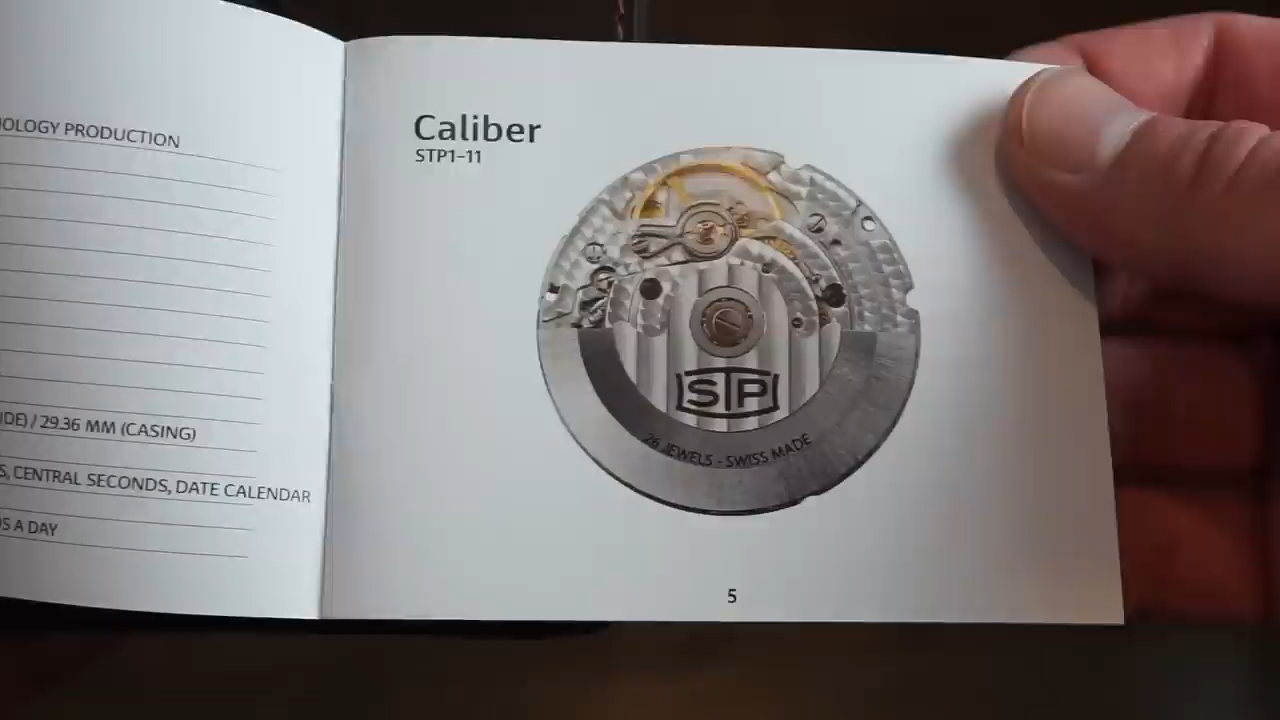 OLOGY PRODUCTION
IDE) / 29.36 MM (CASING)
S, CENTRAL SECONDS, DATE CALENDAR
DS A DAY
Caliber
STP1-11
STP
26 JEWELS - SWISS MADE
5